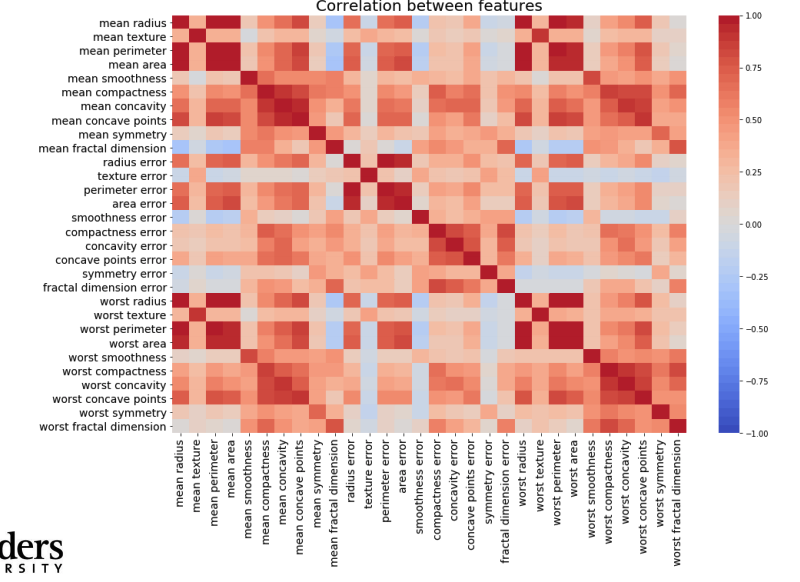 Correlation between features
mean radius
mean texture
mean perimeter
mean area
mean smoothness
mean compactness
mean concavity
mean concave points
mean symmetry
mean fractal dimension
radius error
texture error
perimeter error
area error
smoothness error
compactness error
concavity error
concave points error
symmetry error
fractal dimension error
worst radius
worst texture
worst perimeter
worst area
worst smoothness
worst compactness
worst concavity
worst concave points
worst symmetry
worst fractal dimension
1.00
0.75
0.50
0.25
0.00
−0.25
−0.50
−0.75
−1.00
mean radius
mean texture
mean perimeter
mean area
mean smoothness
mean compactness
mean concavity
mean concave points
mean symmetry
mean fractal dimension
radius error
texture error
perimeter error
area error
smoothness error
compactness error
concavity error
concave points error
symmetry error
fractal dimension error
worst radius
worst texture
worst perimeter
worst area
worst smoothness
worst compactness
worst concavity
worst concave points
worst symmetry
worst fractal dimension
ders
RSITY